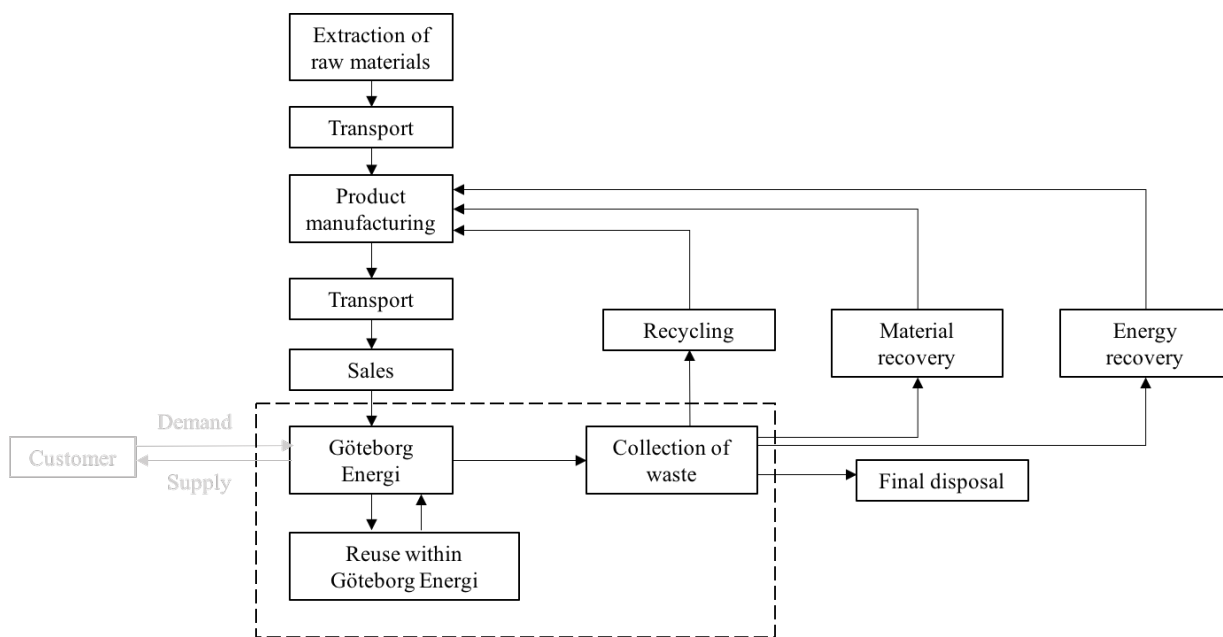 Extraction of
raw materials
Transport
Product
manufacturing
Transport
Recycling
Material
recovery
Energy
recovery
Sales
Demand
Customer
Supply
Göteborg
Energi
Collection of
waste
Final disposal
Reuse within
Göteborg Energi